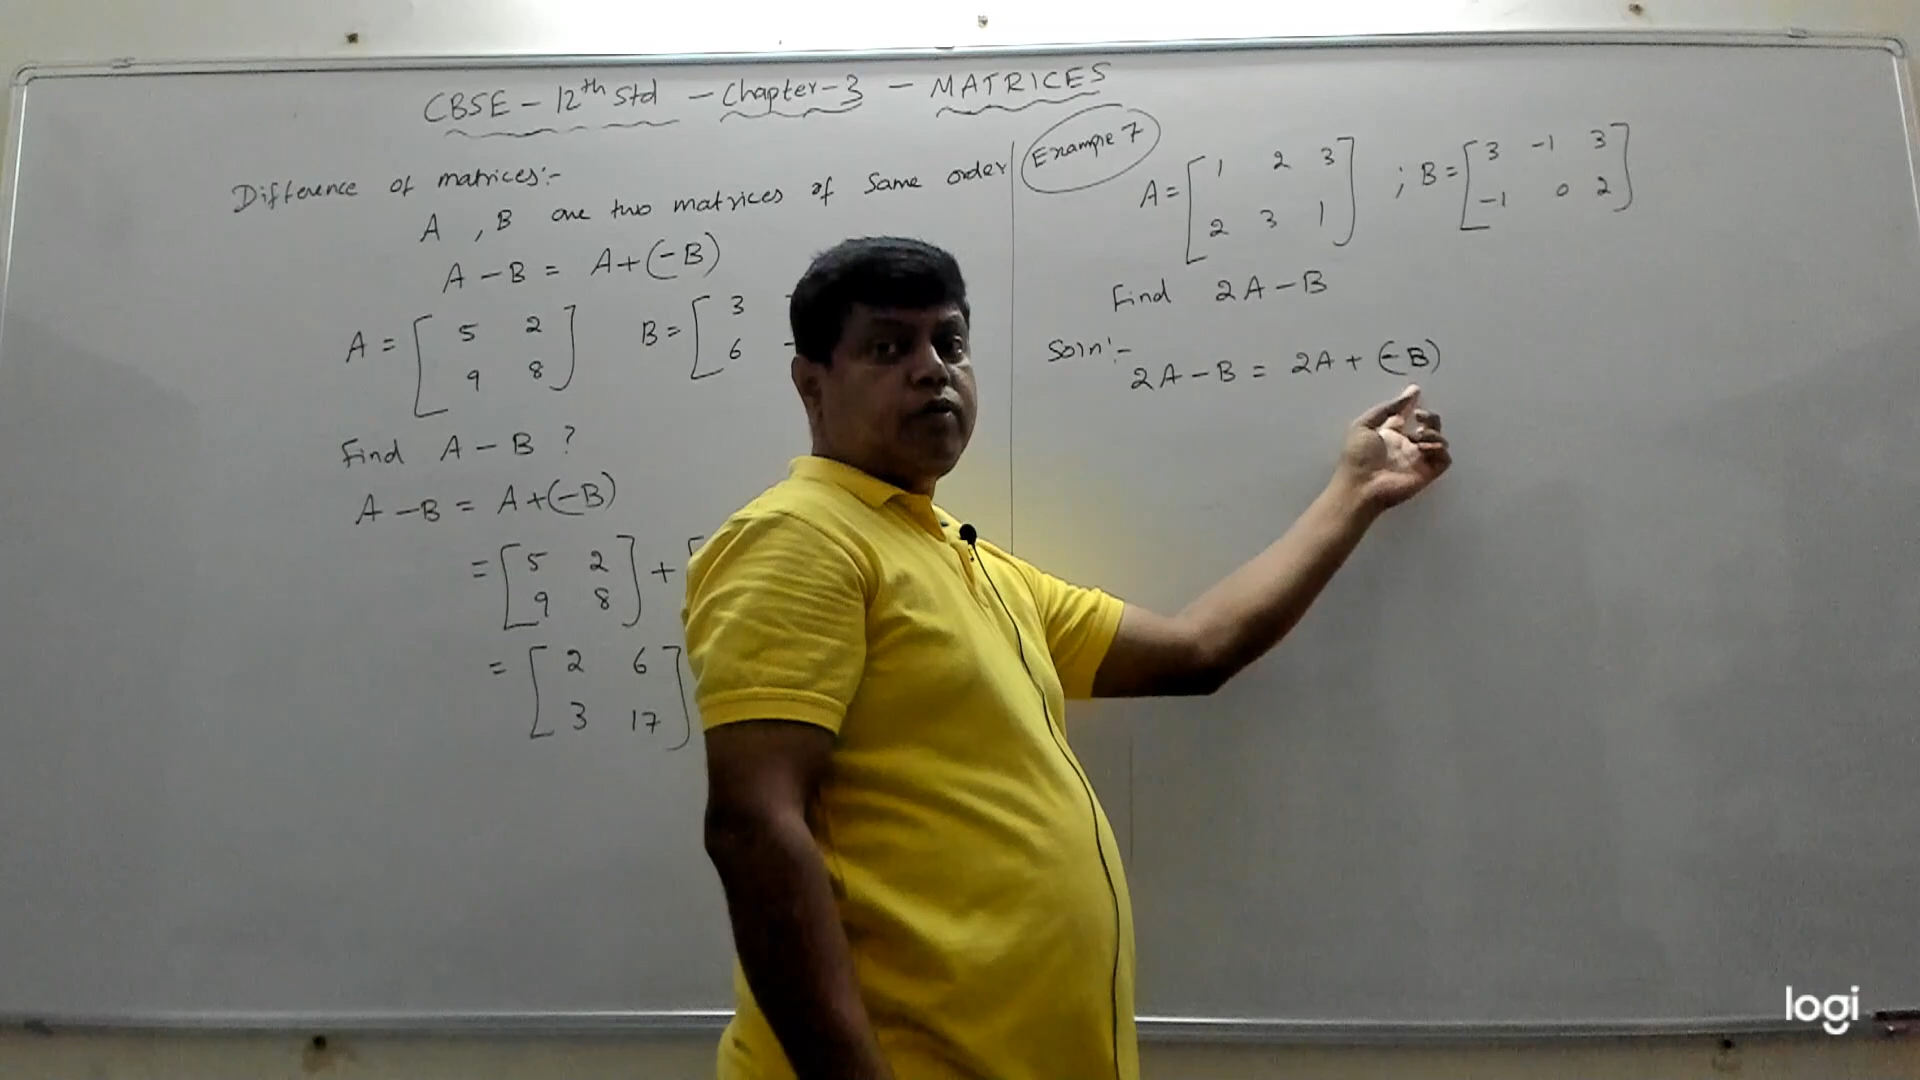 CBSE - 12th Std - Chapter-3 - MATRICES
Difference of matrices:-
A , B are two matrices of same order
A - B = A+(-B)
A = [ 5 2
9 8 ]
B = [ 3
6
Find A - B ?
A - B = A+(-B)
= [ 5 2
9 8 ] + [
= [ 2 6
3 17 ]
Example 7
A = [ 1 2 3
2 3 1 ]
; B = [ 3 -1 3
-1 0 2 ]
Find 2A - B
Soln:-
2A - B = 2A + (-B)
logi